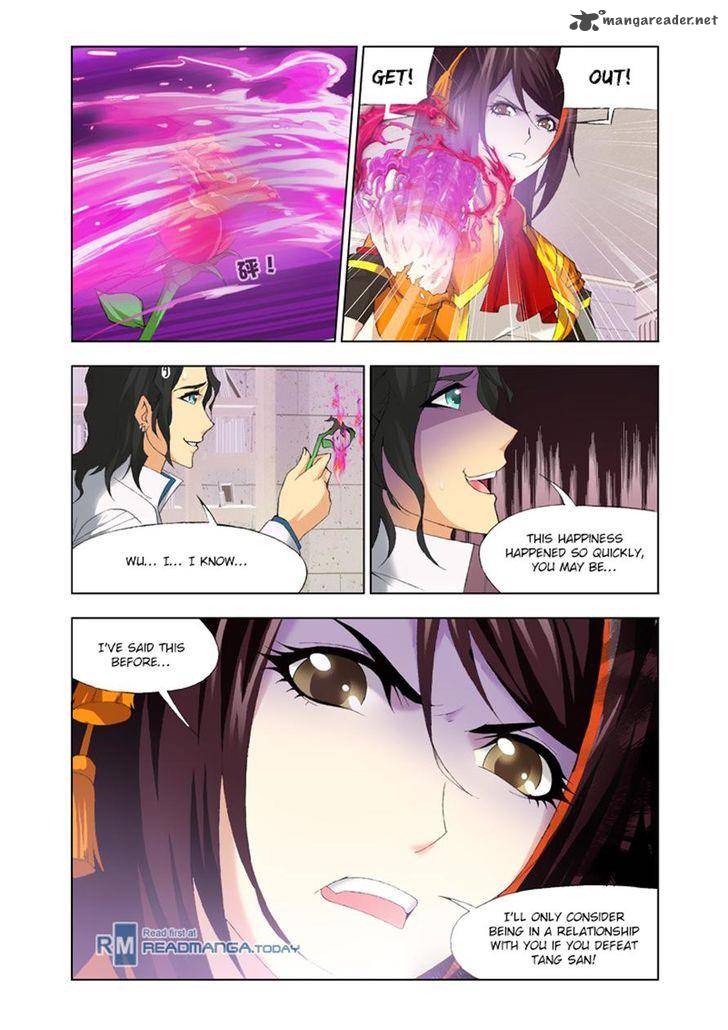 mangareader.net
GET!
OUT!
砰！
WU... I... I KNOW...
THIS HAPPINESS
HAPPENED SO QUICKLY,
YOU MAY BE...
I'VE SAID THIS
BEFORE...
I'LL ONLY CONSIDER
BEING IN A RELATIONSHIP
WITH YOU IF YOU DEFEAT
TANG SAN!
RM
Read first at
READMANGA.TODAY